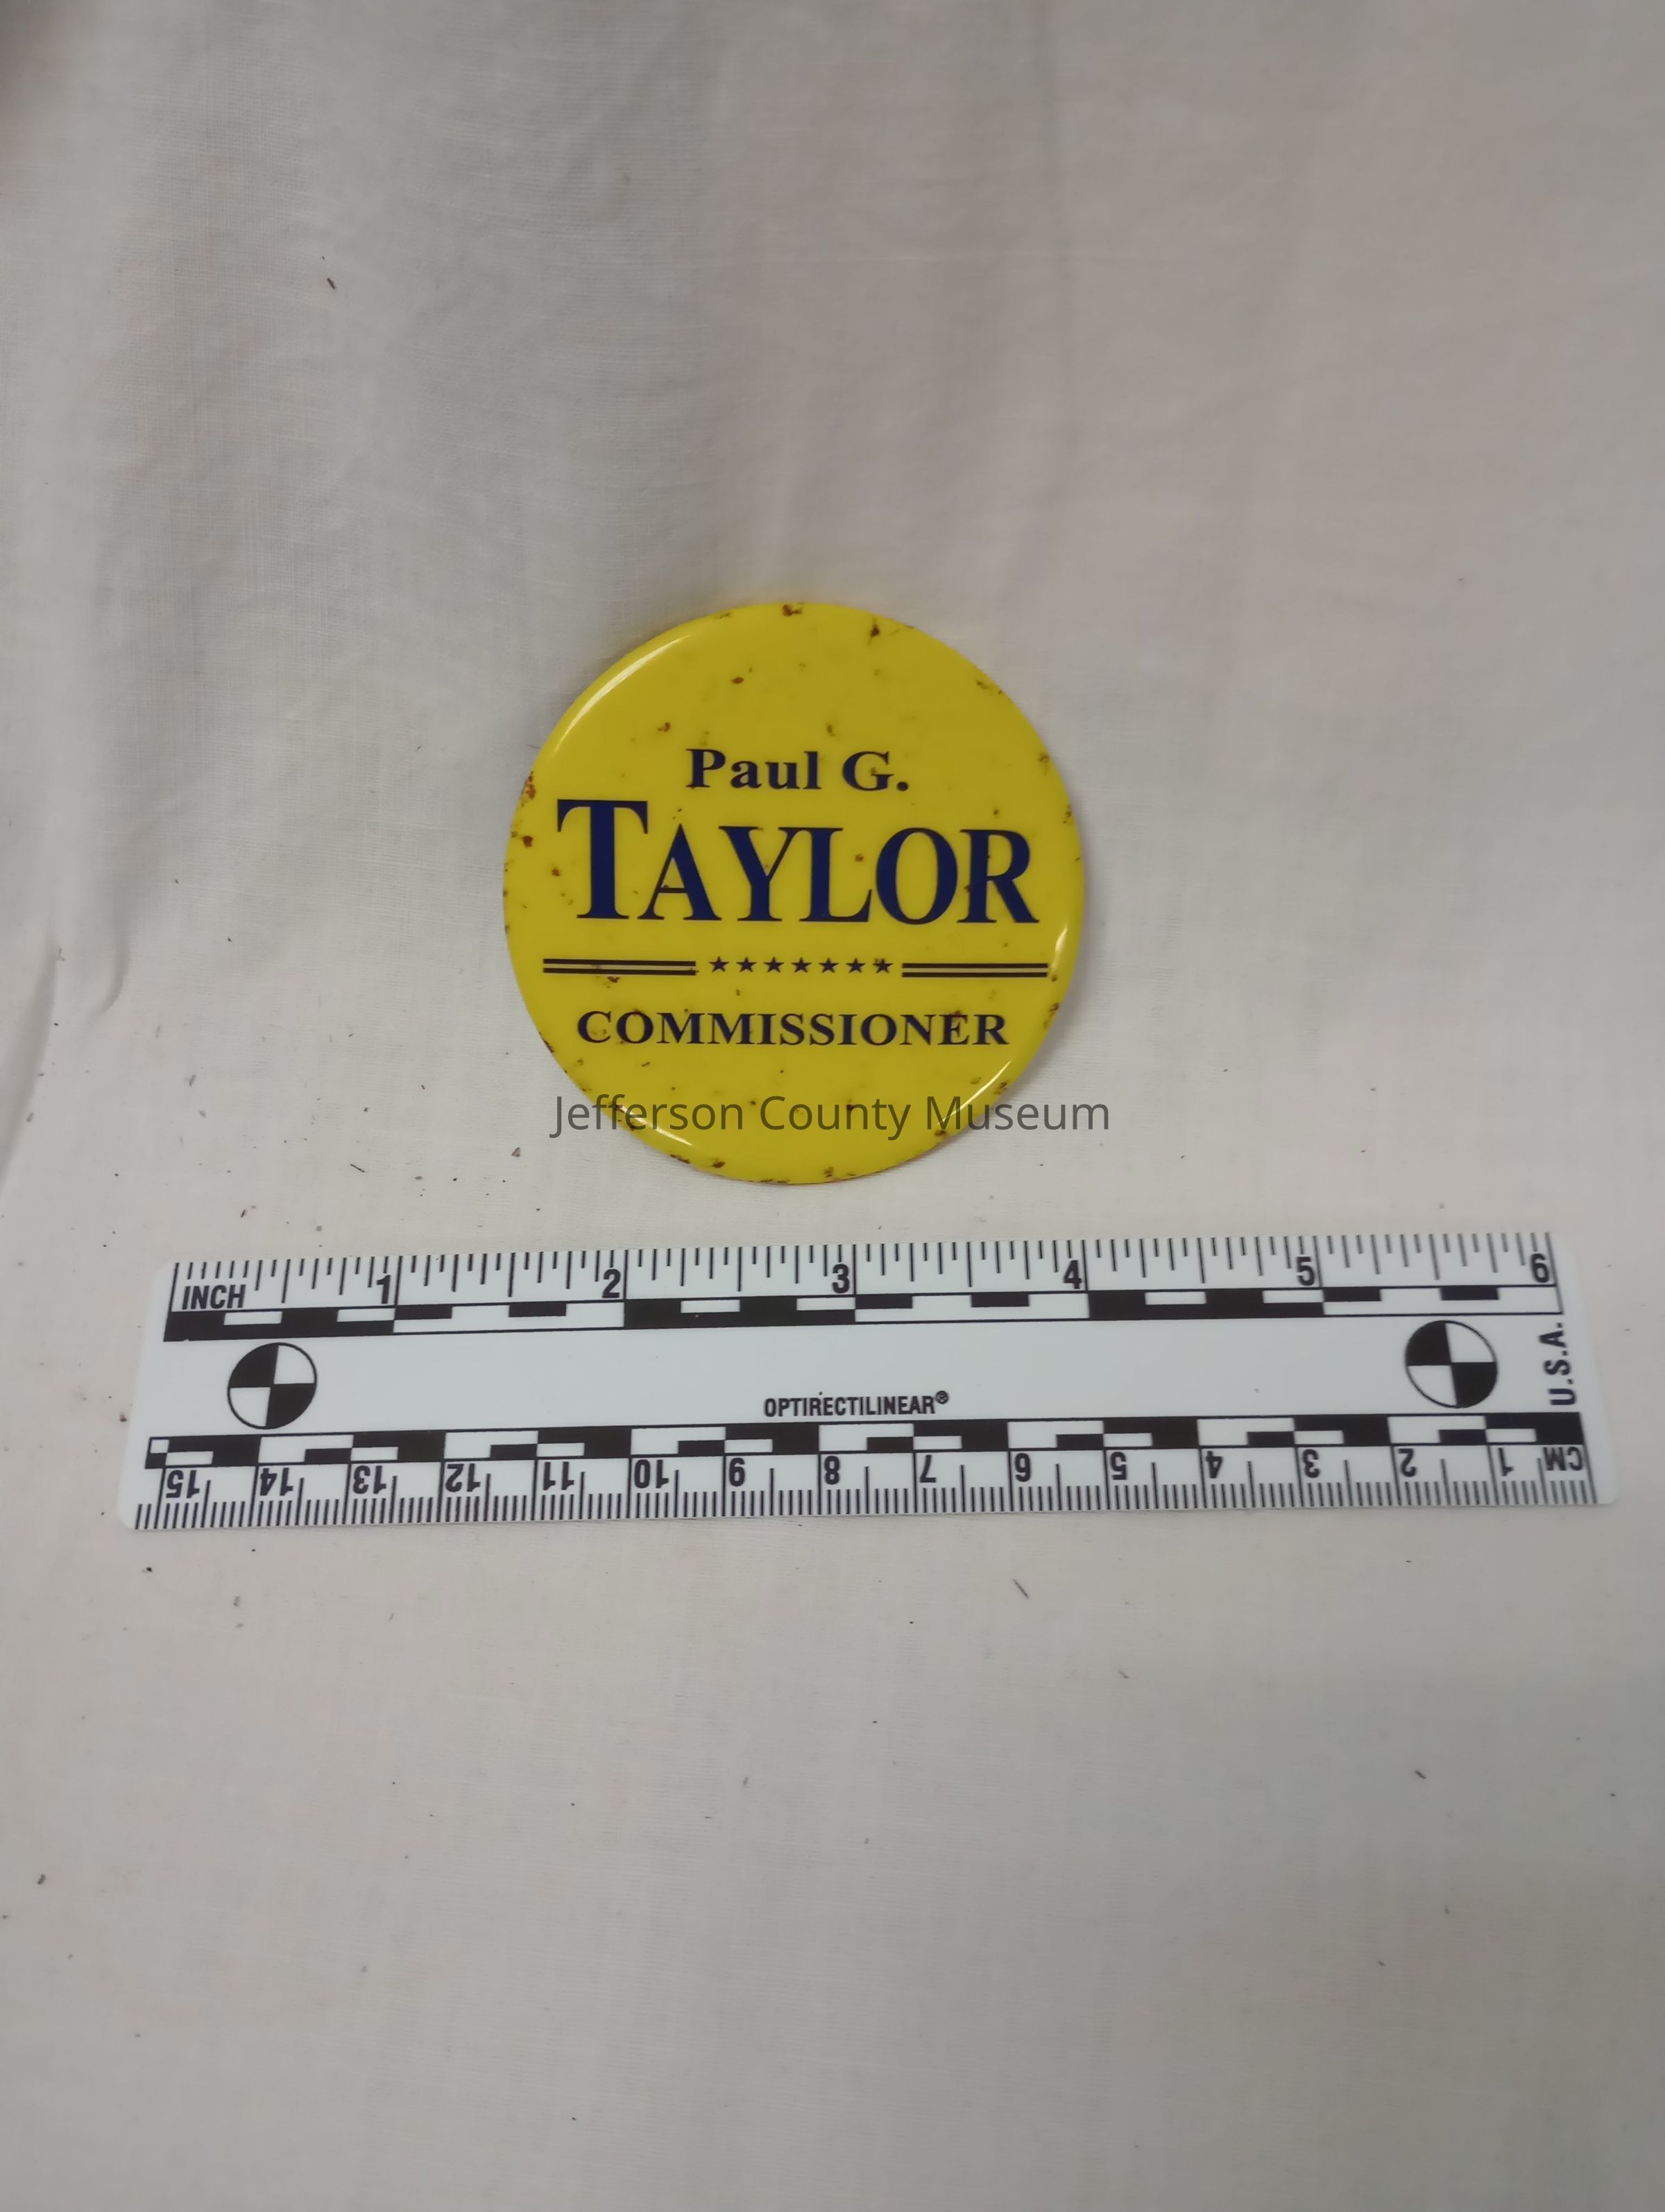 Paul G.
TAYLOR
★★★★★★★
COMMISSIONER
Jefferson County Museum
INCH 1 2 3 4 5 6
U.S.A.
OPTIRECTILINEAR®
15 14 13 12 11 10 9 8 7 6 5 4 3 2 1 CM